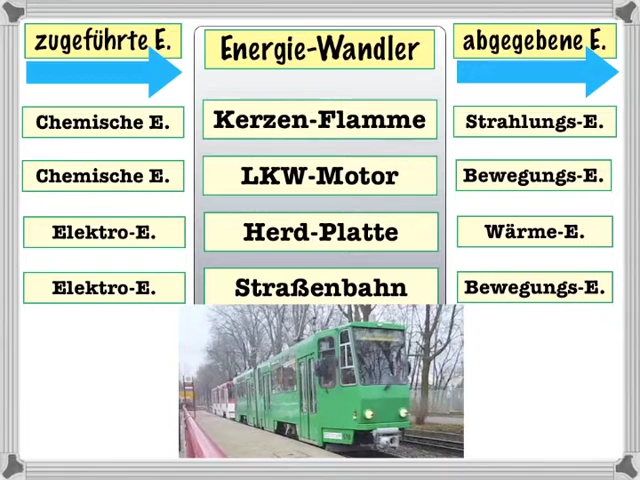 zugeführte E.
Energie-Wandler
abgegebene E.
Chemische E.
Kerzen-Flamme
Strahlungs-E.
Chemische E.
LKW-Motor
Bewegungs-E.
Elektro-E.
Herd-Platte
Wärme-E.
Elektro-E.
Straßenbahn
Bewegungs-E.